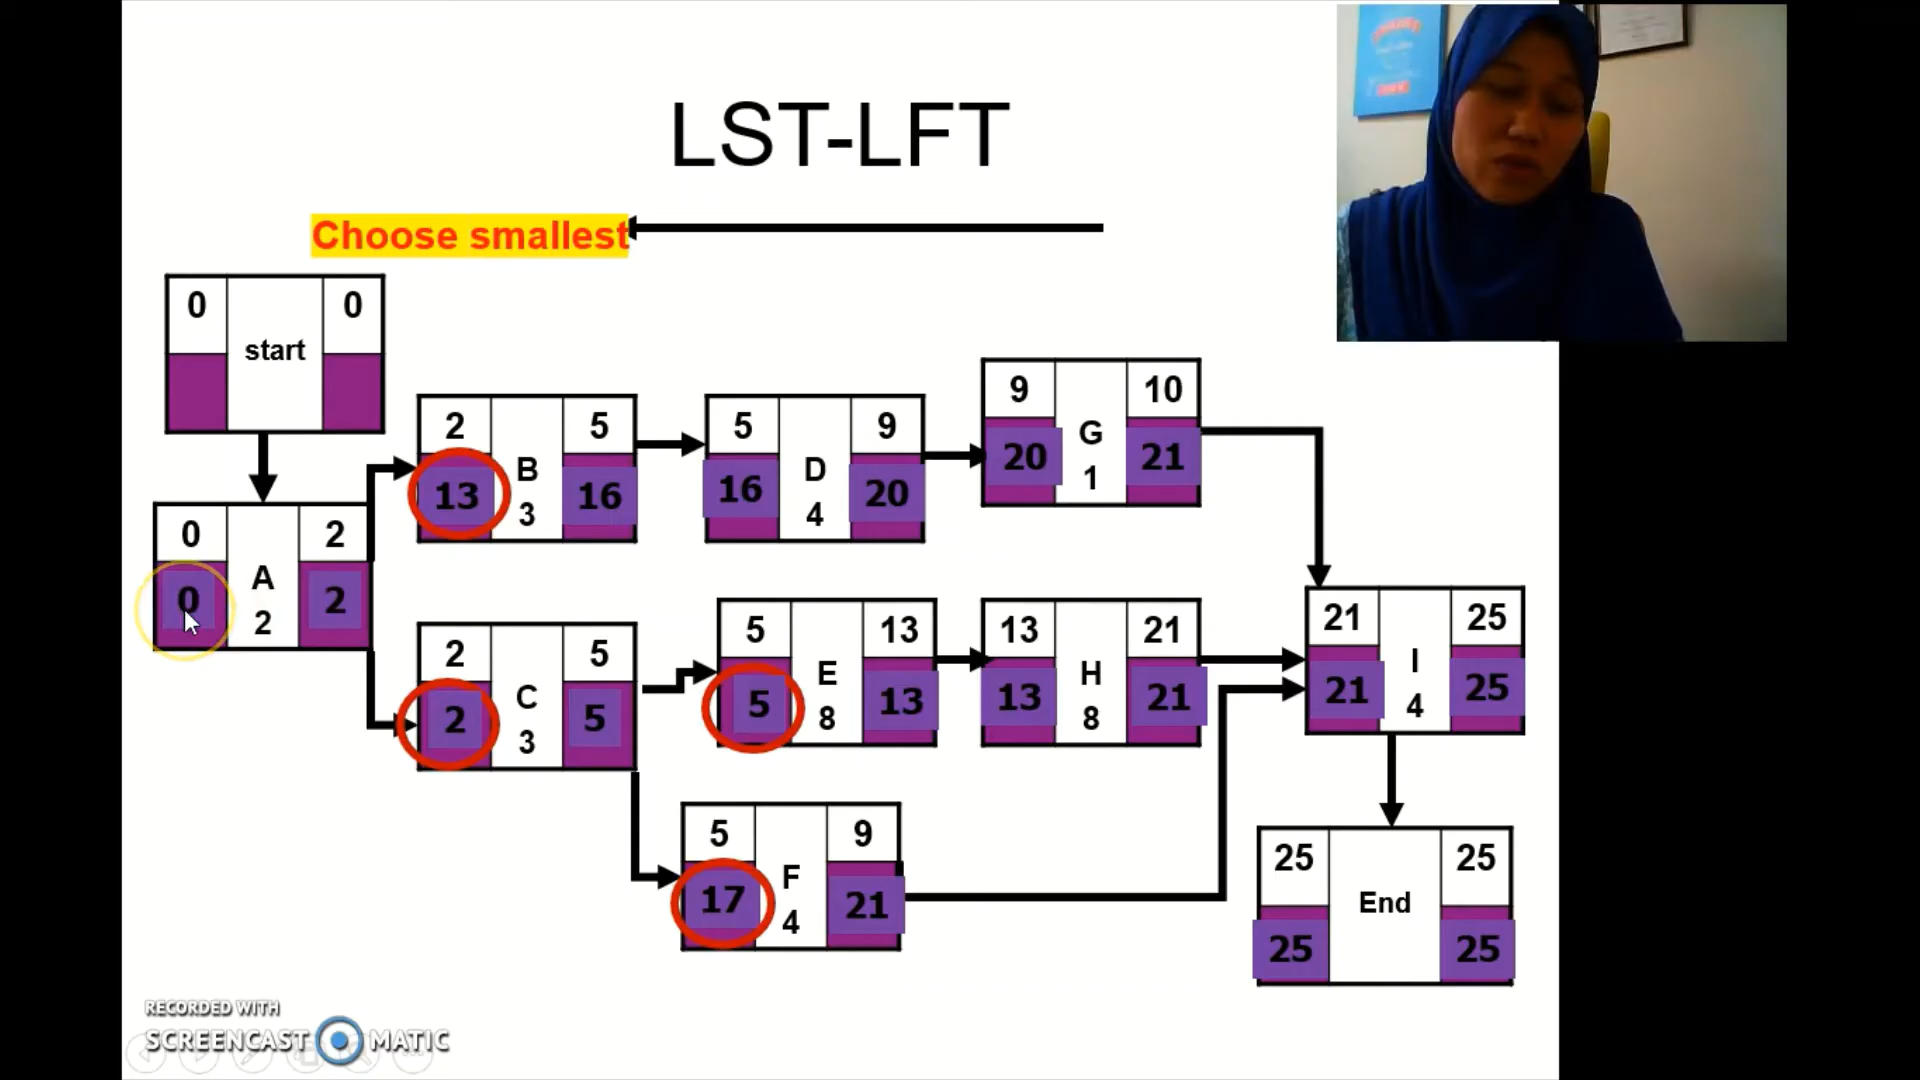 LST-LFT
Choose smallest
0 0
start
2 5
B
13 16
3
5 9
D
16 20
4
9 10
G
20 21
1
0 2
A
0 2
2
2 5
C
2 5
3
5 13
E
5 13
8
13 21
H
13 21
8
21 25
I
21 25
4
5 9
F
17 21
4
25 25
End
25 25
RECORDED WITH
SCREENCAST MATIC